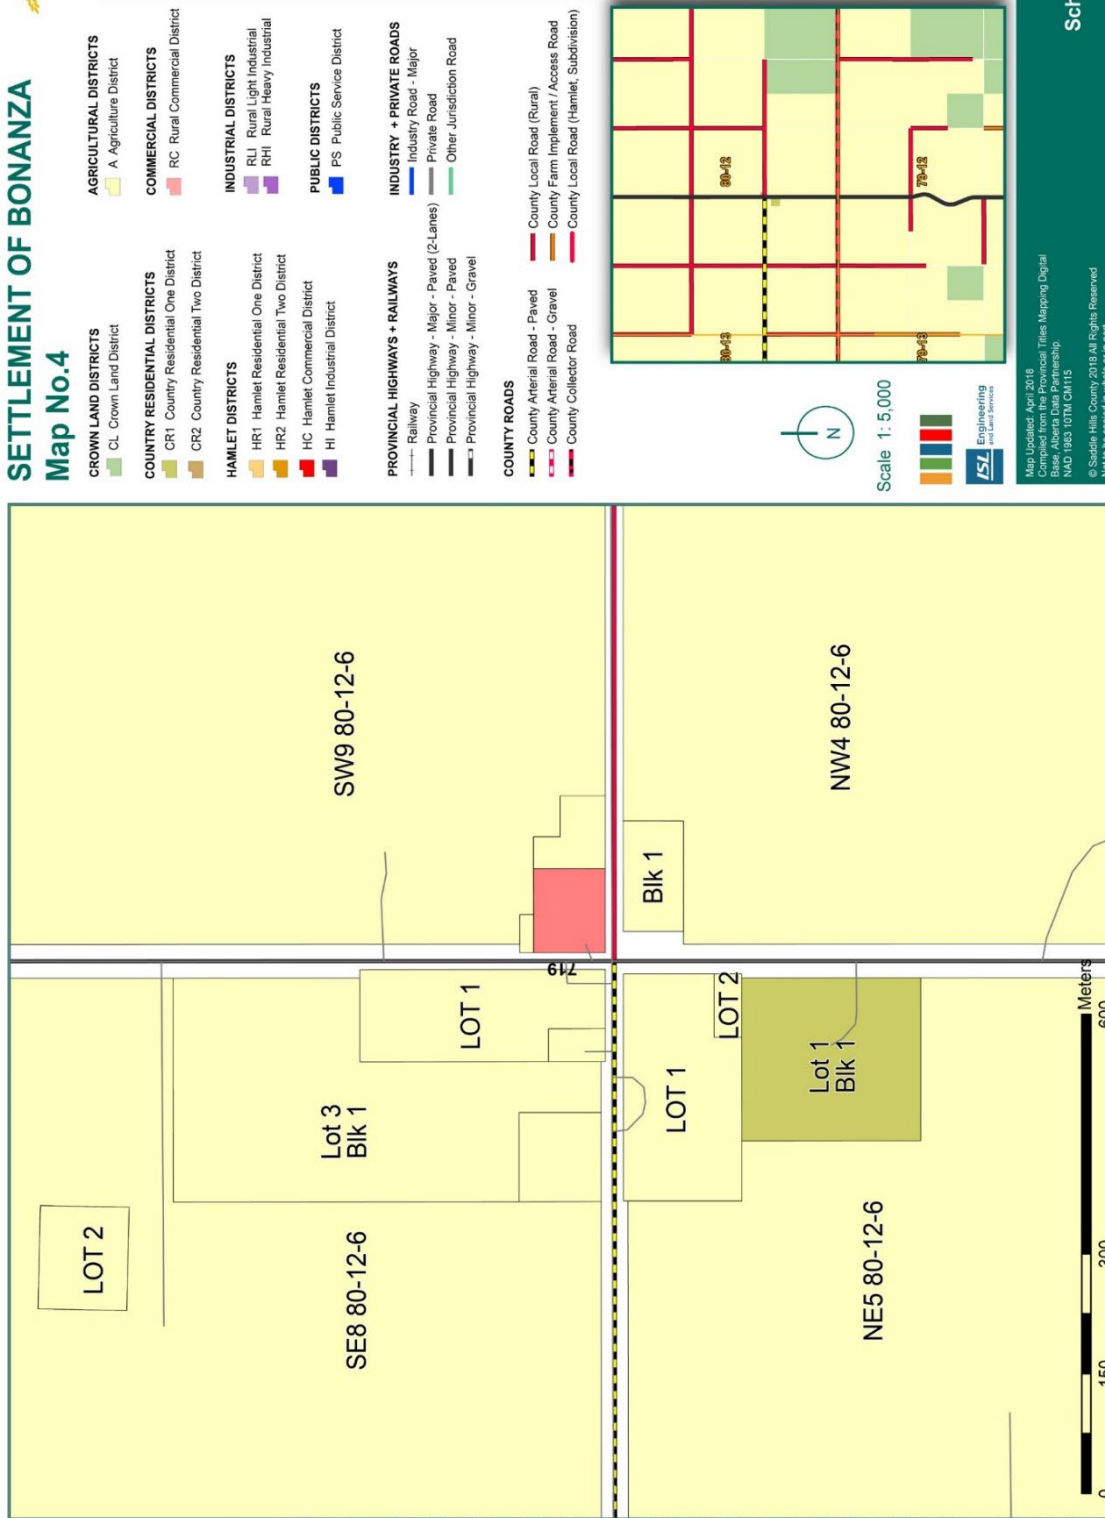 SETTLEMENT OF BONANZA
Map No.4
CROWN LAND DISTRICTS
CL Crown Land District
COUNTRY RESIDENTIAL DISTRICTS
CR1 Country Residential One District
CR2 Country Residential Two District
HAMLET DISTRICTS
HR1 Hamlet Residential One District
HR2 Hamlet Residential Two District
HC Hamlet Commercial District
HI Hamlet Industrial District
AGRICULTURAL DISTRICTS
A Agriculture District
COMMERCIAL DISTRICTS
RC Rural Commercial District
INDUSTRIAL DISTRICTS
RLI Rural Light Industrial
RHI Rural Heavy Industrial
PUBLIC DISTRICTS
PS Public Service District
PROVINCIAL HIGHWAYS + RAILWAYS
Railway
Provincial Highway - Major - Paved (2-Lanes)
Provincial Highway - Minor - Paved
Provincial Highway - Minor - Gravel
INDUSTRY + PRIVATE ROADS
Industry Road - Major
Private Road
Other Jurisdiction Road
COUNTY ROADS
County Arterial Road - Paved
County Arterial Road - Gravel
County Collector Road
County Local Road (Rural)
County Farm Implement / Access Road
County Local Road (Hamlet, Subdivision)
N
Scale 1: 5,000
ISL Engineering
and Land Services
80-13
80-12
79-13
79-12
Map Updated: April 2018
Compiled from the Provincial Titles Mapping Digital
Base, Alberta Data Partnership.
NAD 1983 10TM CM115
© Saddle Hills County 2018 All Rights Reserved
Sch
LOT 2
SE8 80-12-6
Lot 3
Blk 1
LOT 1
719
SW9 80-12-6
LOT 1
LOT 2
Lot 1
Blk 1
NE5 80-12-6
Blk 1
NW4 80-12-6
0 150 300 600
Meters